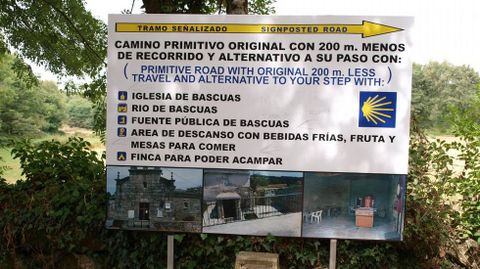 TRAMO SEÑALIZADO SIGNPOSTED ROAD
CAMINO PRIMITIVO ORIGINAL CON 200 m. MENOS
DE RECORRIDO Y ALTERNATIVO A SU PASO CON:
( PRIMITIVE ROAD WITH ORIGINAL 200 m. LESS
TRAVEL AND ALTERNATIVE TO YOUR STEP WITH: )
IGLESIA DE BASCUAS
RIO DE BASCUAS
FUENTE PÚBLICA DE BASCUAS
AREA DE DESCANSO CON BEBIDAS FRÍAS, FRUTA Y
MESAS PARA COMER
FINCA PARA PODER ACAMPAR